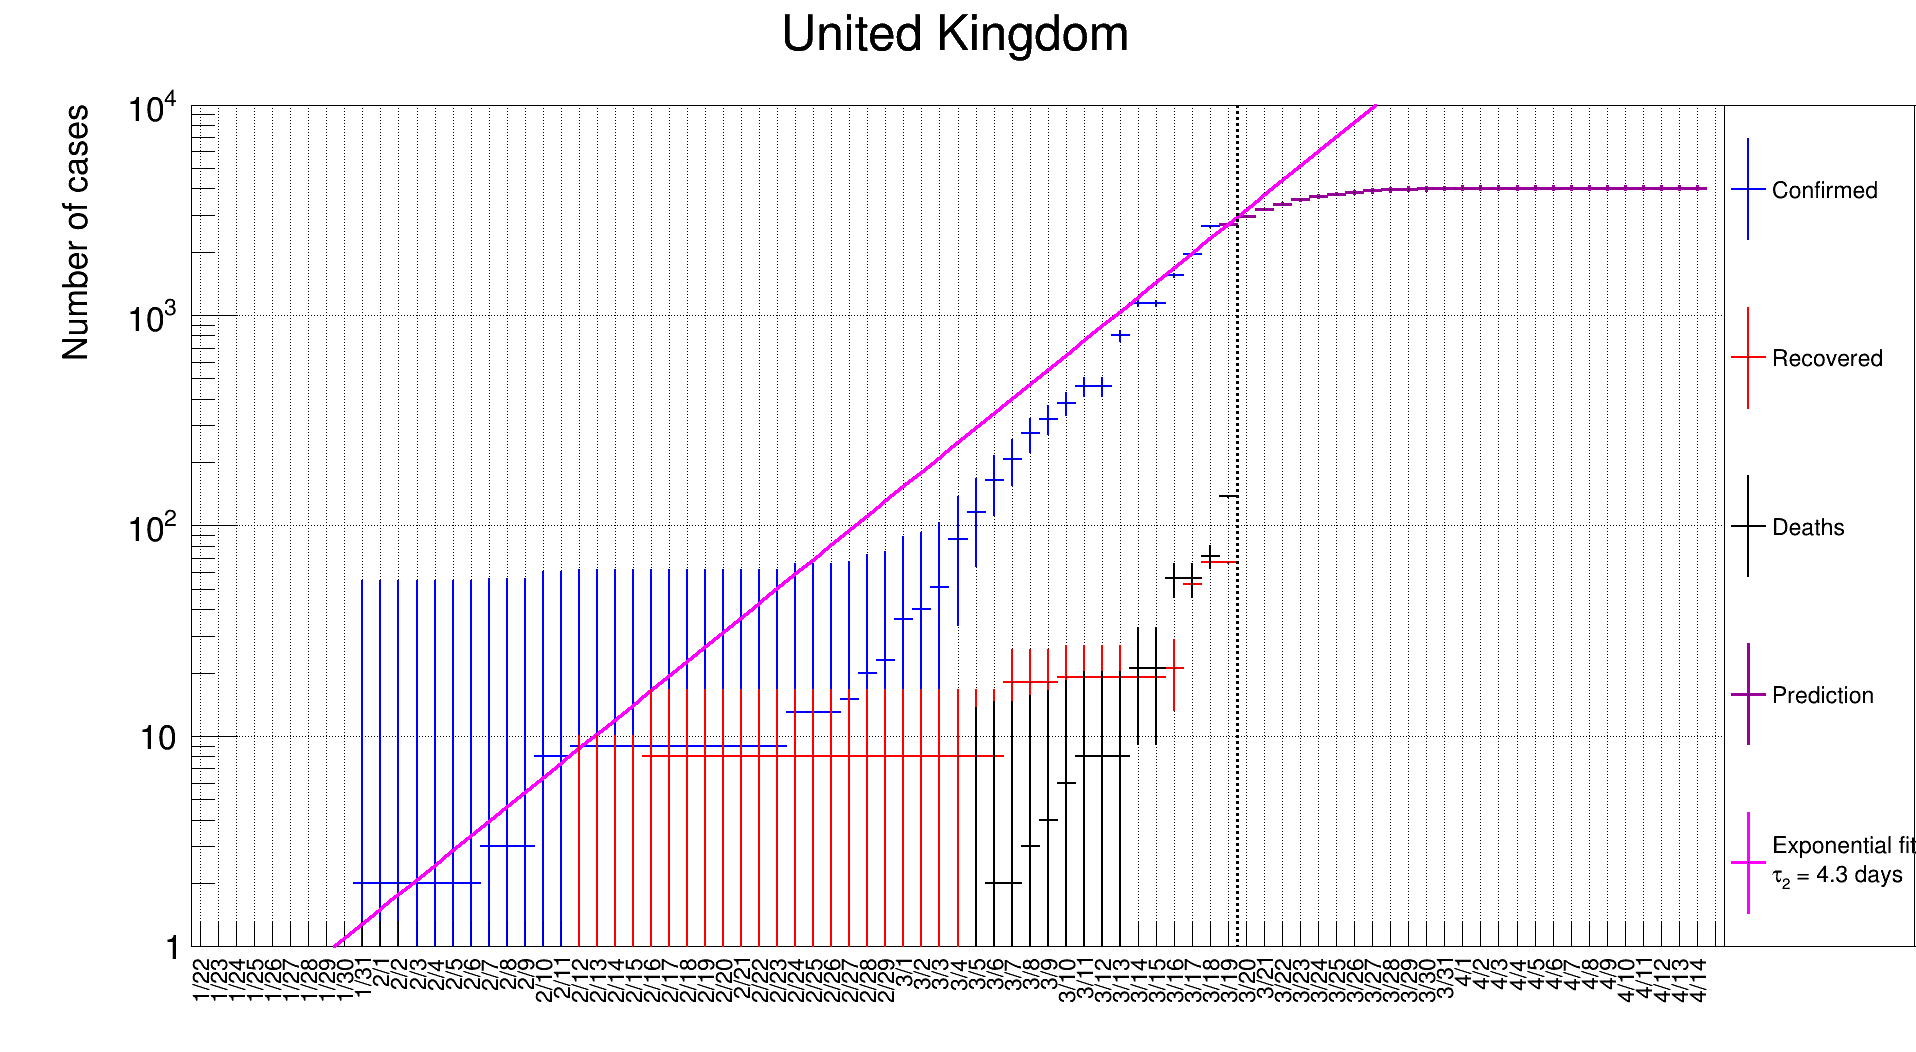 United Kingdom
Number of cases
10^4
10^3
10^2
10
1
1/22 1/23 1/24 1/25 1/26 1/27 1/28 1/29 1/30 1/31 2/1 2/2 2/3 2/4 2/5 2/6 2/7 2/8 2/9 2/10 2/11 2/12 2/13 2/14 2/15 2/16 2/17 2/18 2/19 2/20 2/21 2/22 2/23 2/24 2/25 2/26 2/27 2/28 2/29 3/1 3/2 3/3 3/4 3/5 3/6 3/7 3/8 3/9 3/10 3/11 3/12 3/13 3/14 3/15 3/16 3/17 3/18 3/19 3/20 3/21 3/22 3/23 3/24 3/25 3/26 3/27 3/28 3/29 3/30 3/31 4/1 4/2 4/3 4/4 4/5 4/6 4/7 4/8 4/9 4/10 4/11 4/12 4/13 4/14
Confirmed
Recovered
Deaths
Prediction
Exponential fit
τ₂ = 4.3 days